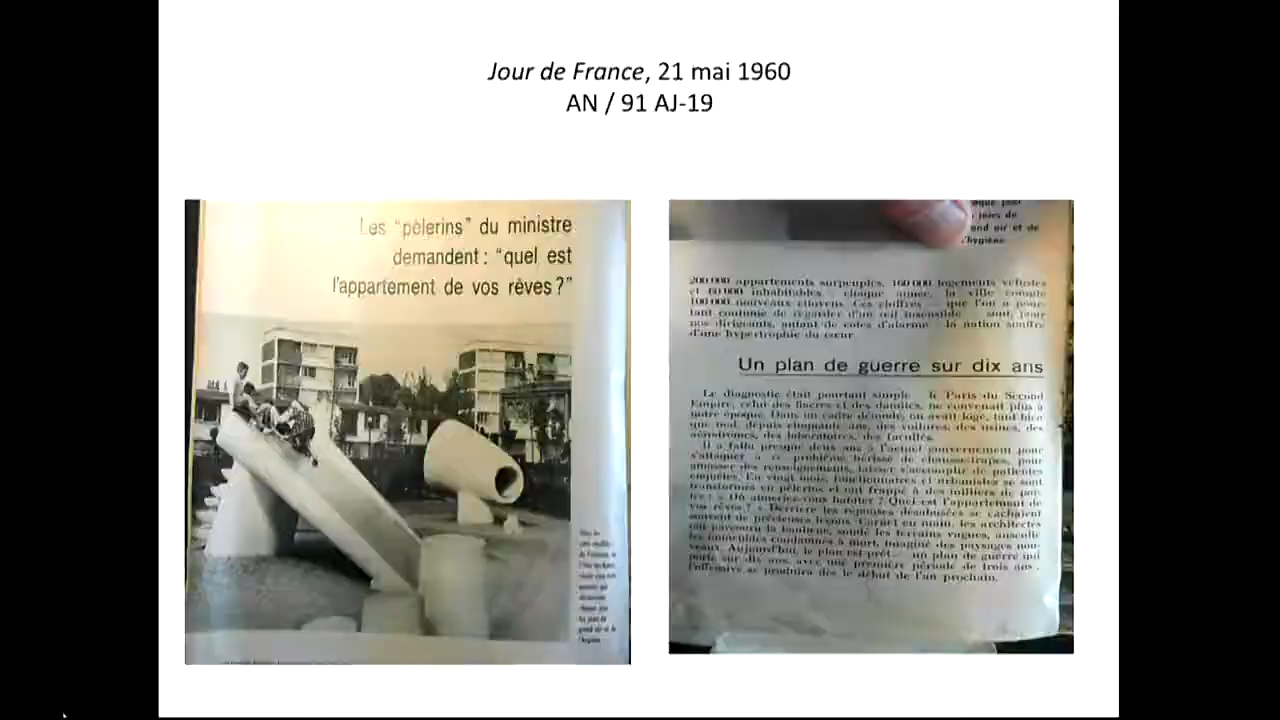 Jour de France, 21 mai 1960
AN / 91 AJ-19
Les "pèlerins" du ministre
demandent : "quel est
l'appartement de vos rêves ?"
and air et de
l'hygiène
200 000 appartements surpeuplés, 160 000 logements vétustes
et 60 000 inhabitables : chaque année, la ville compte
100 000 nouveaux citoyens. Ces chiffres que l'on a pour-
tant coutume de regarder d'un œil insensible sont, pour
nos dirigeants, autant de cotes d'alarme la nation souffre
d'une hypertrophie du cœur
Un plan de guerre sur dix ans
Le diagnostic était pourtant simple le Paris du Second
Empire, celui des fiacres et des dandies, ne convenait plus à
notre époque. Dans un cadre démodé, on avait logé, tant bien
que mal, depuis cinquante ans, des voitures, des usines, des
aérodromes, des laboratoires, des facultés.
Il a fallu presque deux ans à l'actuel gouvernement pour
s'attaquer à ce problème hérissé de chausse-trapes, pour
amasser des renseignements, laisser s'accomplir de patientes
enquêtes. En vingt mois, fonctionnaires et urbanistes se sont
transformés en pèlerins et ont frappé à des milliers de por-
tes : « Où aimeriez-vous habiter ? Quel est l'appartement de
vos rêves ? » Derrière les réponses désabusées se cachaient
souvent de précieuses leçons. Carnet en main, les architectes
ont parcouru la banlieue, sondé les terrains vagues, ausculté
les immeubles condamnés à mort, imaginé des paysages nou-
veaux. Aujourd'hui, le plan est prêt un plan de guerre qui
porte sur dix ans, avec une première période de trois ans :
l'offensive se produira dès le début de l'an prochain.